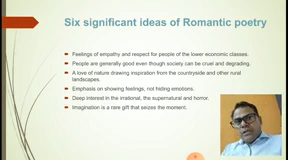 Six significant ideas of Romantic poetry
Feelings of empathy and respect for people of the lower economic classes.
People are generally good even though society can be cruel and degrading.
A love of nature drawing inspiration from the countryside and other rural
landscapes.
Emphasis on showing feelings, not hiding emotions.
Deep interest in the irrational, the supernatural and horror.
Imagination is a rare gift that seizes the moment.